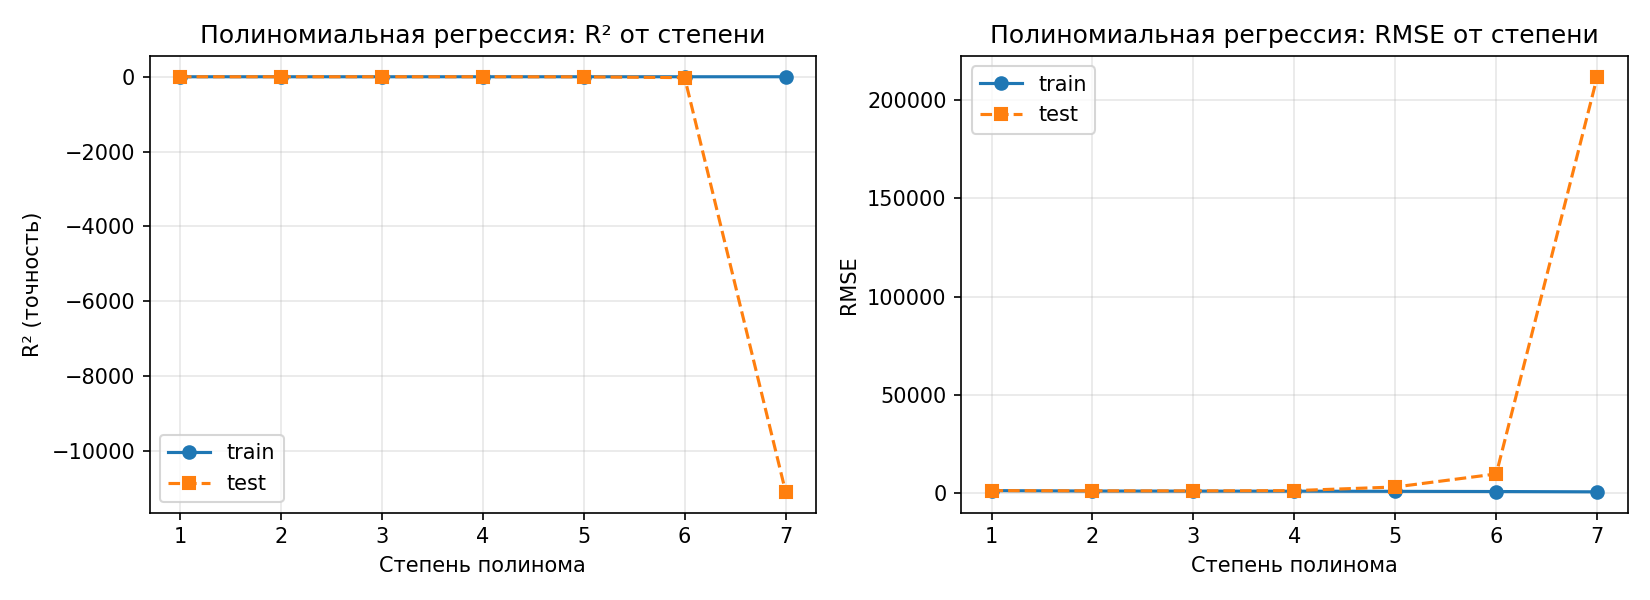 Полиномиальная регрессия: R² от степени
R² (точность)
0
−2000
−4000
−6000
−8000
−10000
train
test
1 2 3 4 5 6 7
Степень полинома
Полиномиальная регрессия: RMSE от степени
RMSE
train
test
200000
150000
100000
50000
0
1 2 3 4 5 6 7
Степень полинома